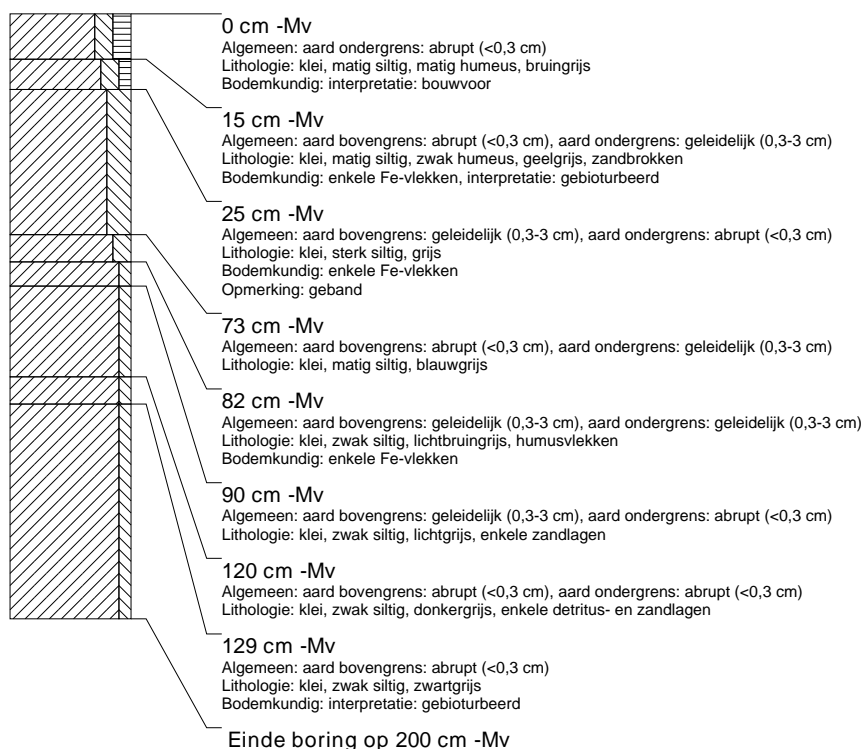 0 cm -Mv
Algemeen: aard ondergrens: abrupt (<0,3 cm)
Lithologie: klei, matig siltig, matig humeus, bruingrijs
Bodemkundig: interpretatie: bouwvoor
15 cm -Mv
Algemeen: aard bovengrens: abrupt (<0,3 cm), aard ondergrens: geleidelijk (0,3-3 cm)
Lithologie: klei, matig siltig, zwak humeus, geelgrijs, zandbrokken
Bodemkundig: enkele Fe-vlekken, interpretatie: gebioturbeerd
25 cm -Mv
Algemeen: aard bovengrens: geleidelijk (0,3-3 cm), aard ondergrens: abrupt (<0,3 cm)
Lithologie: klei, sterk siltig, grijs
Bodemkundig: enkele Fe-vlekken
Opmerking: geband
73 cm -Mv
Algemeen: aard bovengrens: abrupt (<0,3 cm), aard ondergrens: geleidelijk (0,3-3 cm)
Lithologie: klei, matig siltig, blauwgrijs
82 cm -Mv
Algemeen: aard bovengrens: geleidelijk (0,3-3 cm), aard ondergrens: geleidelijk (0,3-3 cm)
Lithologie: klei, zwak siltig, lichtbruingrijs, humusvlekken
Bodemkundig: enkele Fe-vlekken
90 cm -Mv
Algemeen: aard bovengrens: geleidelijk (0,3-3 cm), aard ondergrens: abrupt (<0,3 cm)
Lithologie: klei, zwak siltig, lichtgrijs, enkele zandlagen
120 cm -Mv
Algemeen: aard bovengrens: abrupt (<0,3 cm), aard ondergrens: abrupt (<0,3 cm)
Lithologie: klei, zwak siltig, donkergrijs, enkele detritus- en zandlagen
129 cm -Mv
Algemeen: aard bovengrens: abrupt (<0,3 cm)
Lithologie: klei, zwak siltig, zwartgrijs
Bodemkundig: interpretatie: gebioturbeerd
Einde boring op 200 cm -Mv